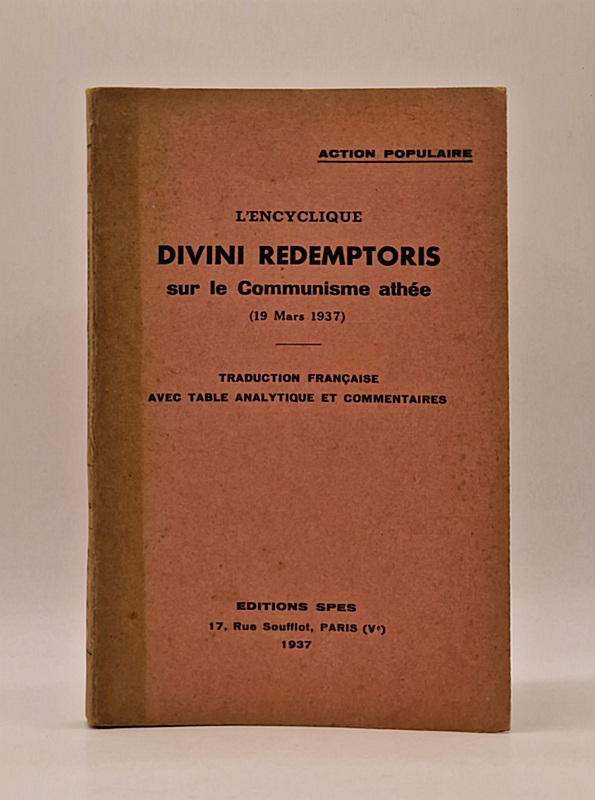 ACTION POPULAIRE
L'ENCYCLIQUE
DIVINI REDEMPTORIS
sur le Communisme athée
(19 Mars 1937)
TRADUCTION FRANÇAISE
AVEC TABLE ANALYTIQUE ET COMMENTAIRES
EDITIONS SPES
17, Rue Soufflot, PARIS (Vᵉ)
1937